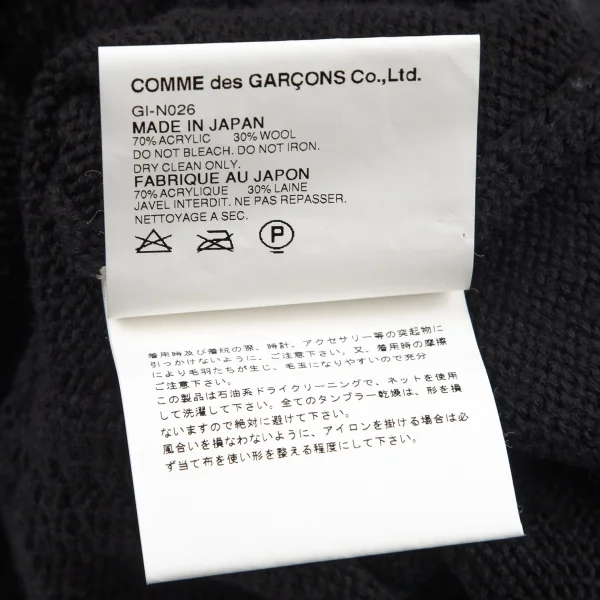 COMME des GARÇONS Co.,Ltd.
GI-N026
MADE IN JAPAN
70% ACRYLIC 30% WOOL
DO NOT BLEACH. DO NOT IRON.
DRY CLEAN ONLY.
FABRIQUE AU JAPON
70% ACRYLIQUE 30% LAINE
JAVEL INTERDIT. NE PAS REPASSER.
NETTOYAGE A SEC.
P
着用時及び着脱の際、時計、アクセサリー等の突起物に
引っかけないように、ご注意下さい。又、着用時の摩擦
により毛羽たちが生じ、毛玉になりやすいので充分
ご注意下さい。
この製品は石油系ドライクリーニングで、ネットを使用
して洗濯して下さい。全てのタンブラー乾燥は、形を損
ないますので絶対に避けて下さい。
風合いを損なわないように、アイロンを掛ける場合は必
ず当て布を使い形を整える程度にして下さい。